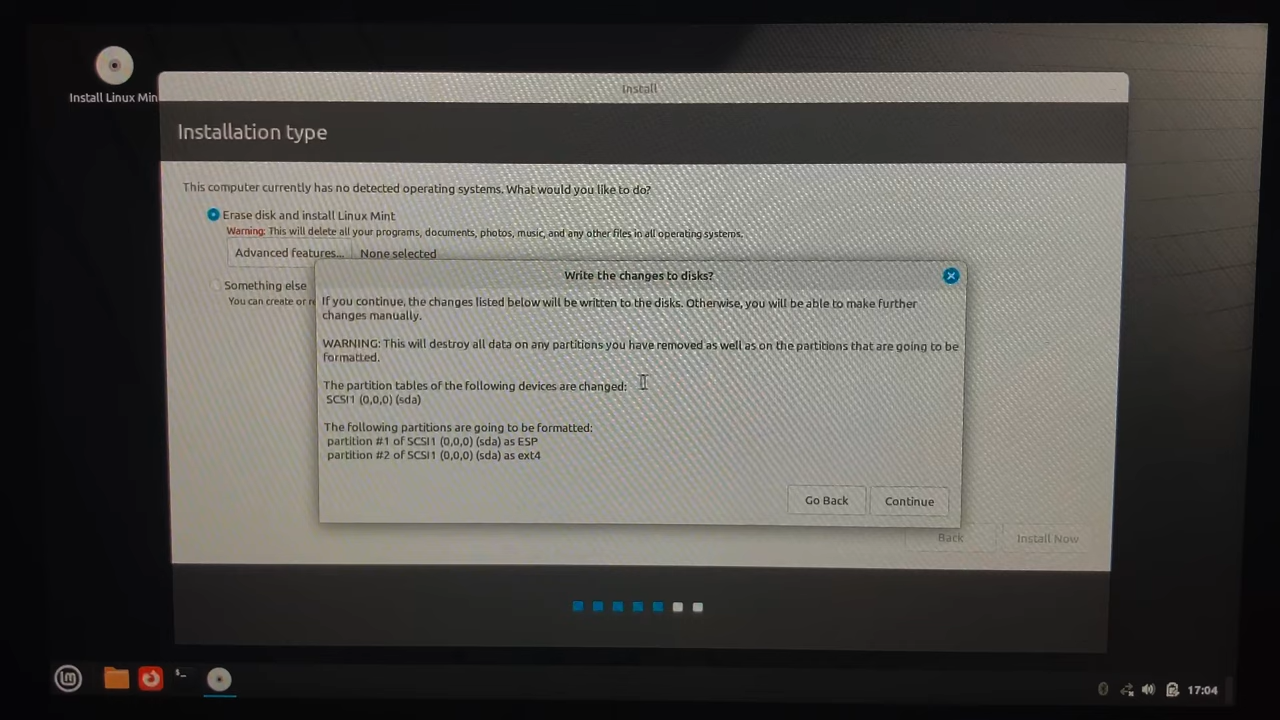 Install Linux Min
Install
Installation type
This computer currently has no detected operating systems. What would you like to do?
Erase disk and install Linux Mint
Warning: This will delete all your programs, documents, photos, music, and any other files in all operating systems.
Advanced features... None selected
Something else
You can create or r
Write the changes to disks?
If you continue, the changes listed below will be written to the disks. Otherwise, you will be able to make further
changes manually.
WARNING: This will destroy all data on any partitions you have removed as well as on the partitions that are going to be
formatted.
The partition tables of the following devices are changed:
SCSI1 (0,0,0) (sda)
The following partitions are going to be formatted:
partition #1 of SCSI1 (0,0,0) (sda) as ESP
partition #2 of SCSI1 (0,0,0) (sda) as ext4
Go Back Continue
Back Install Now
17:04